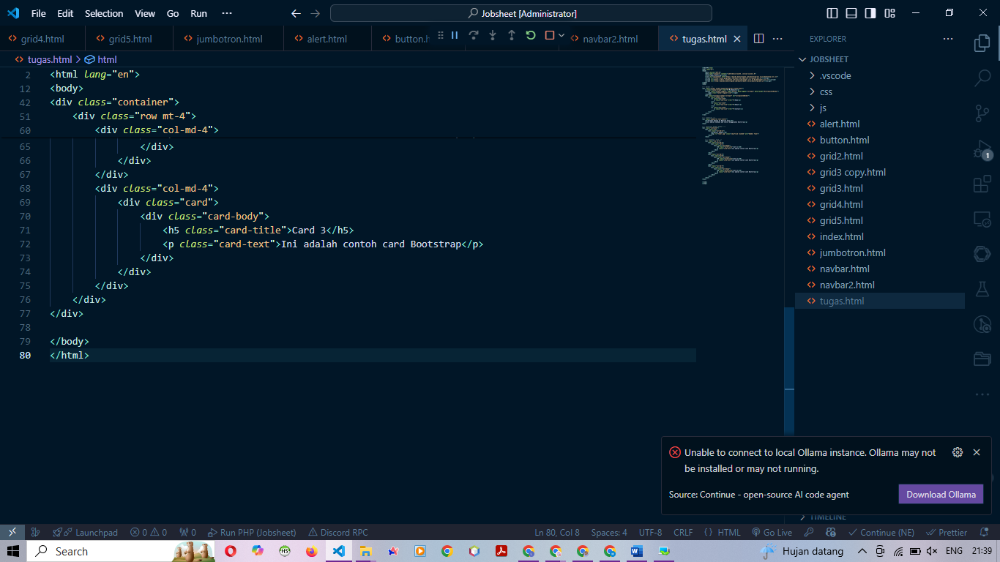 File Edit Selection View Go Run ··· Jobsheet [Administrator]
grid4.html grid5.html jumbotron.html alert.html button.h navbar2.html tugas.html
tugas.html > html
2 <html lang="en">
12 <body>
42 <div class="container">
51 <div class="row mt-4">
60 <div class="col-md-4">
65 </div>
66 </div>
67 </div>
68 <div class="col-md-4">
69 <div class="card">
70 <div class="card-body">
71 <h5 class="card-title">Card 3</h5>
72 <p class="card-text">Ini adalah contoh card Bootstrap</p>
73 </div>
74 </div>
75 </div>
76 </div>
77 </div>
78
79 </body>
80 </html>
EXPLORER
JOBSHEET
.vscode
css
js
alert.html
button.html
grid2.html
grid3 copy.html
grid3.html
grid4.html
grid5.html
index.html
jumbotron.html
navbar.html
navbar2.html
tugas.html
1
Unable to connect to local Ollama instance. Ollama may not
be installed or may not running.
Source: Continue - open-source AI code agent Download Ollama
TIMELINE
Launchpad 0 0 0 Run PHP (Jobsheet) Discord RPC Ln 80, Col 8 Spaces: 4 UTF-8 CRLF {} HTML Go Live Continue (NE) Prettier
Search Hujan datang ENG 21:39